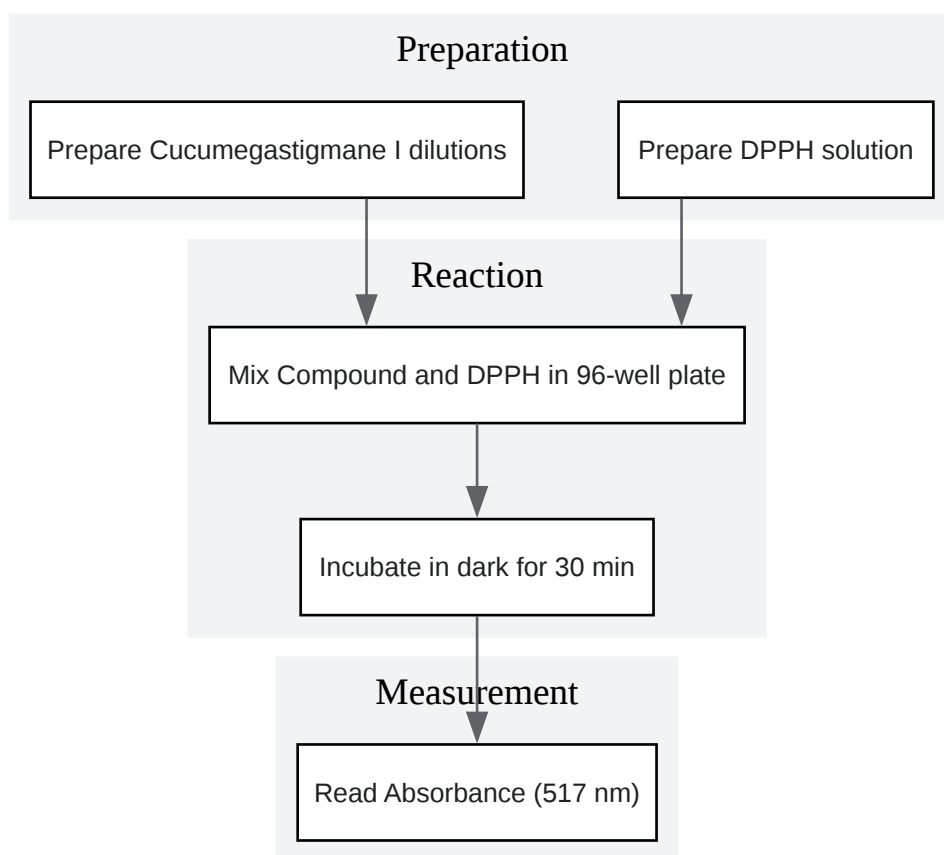 Preparation
Prepare Cucumegastigmane I dilutions
Prepare DPPH solution
Reaction
Mix Compound and DPPH in 96-well plate
Incubate in dark for 30 min
Measurement
Read Absorbance (517 nm)